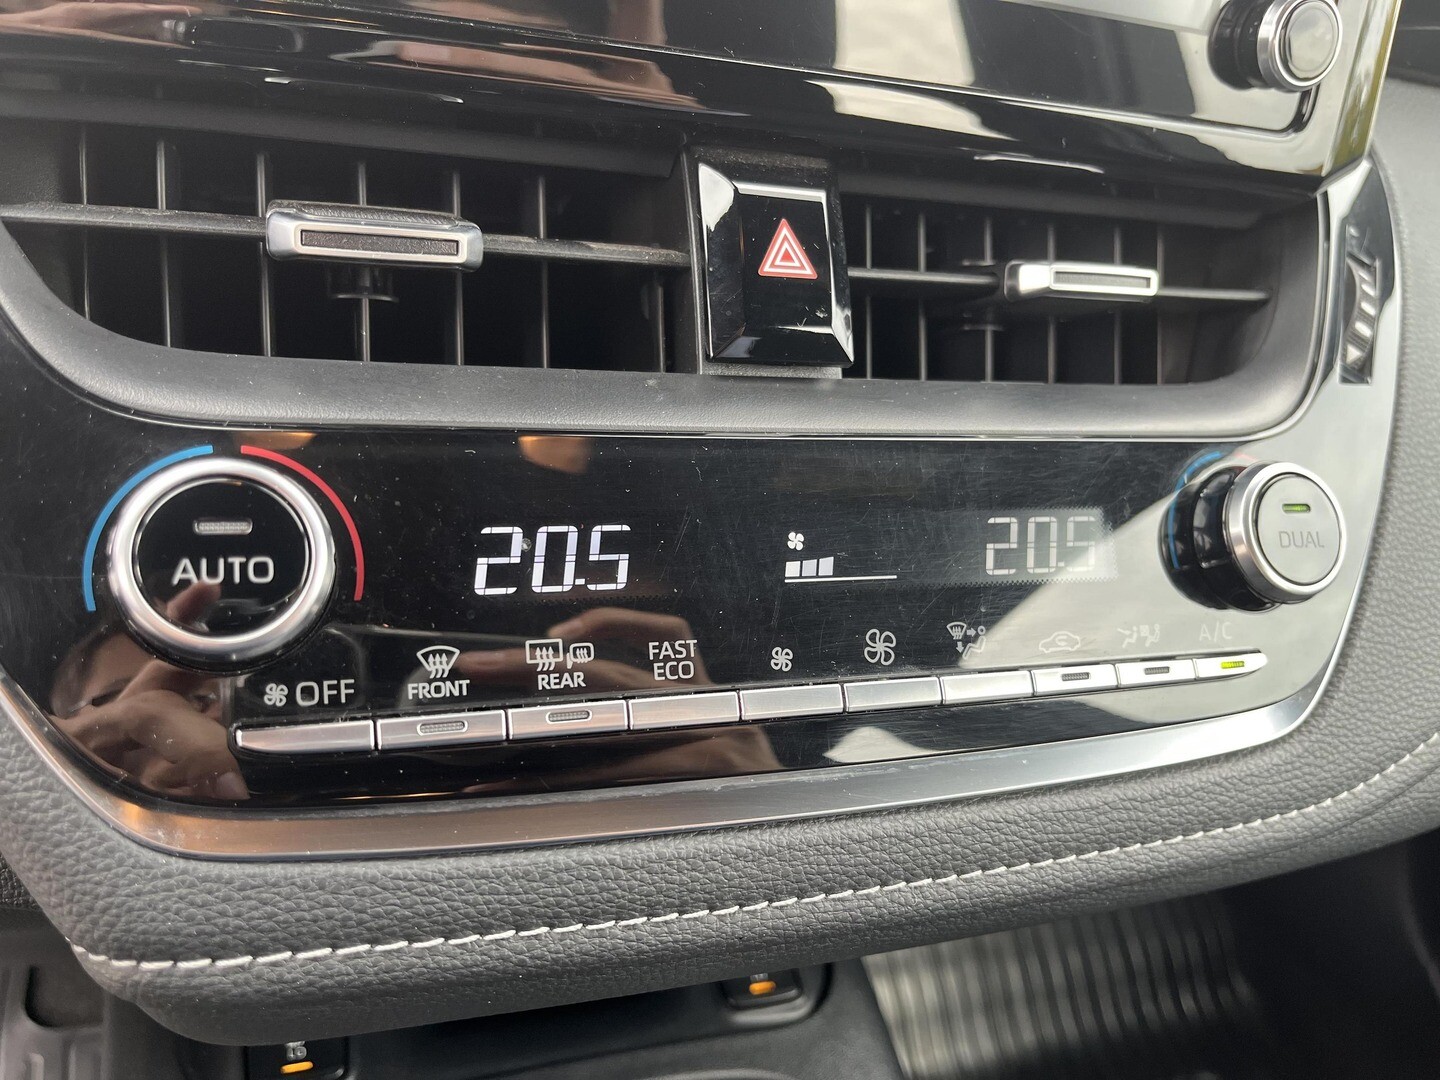 AUTO
20.5
20.5
DUAL
OFF
FRONT
REAR
FAST
ECO
A/C